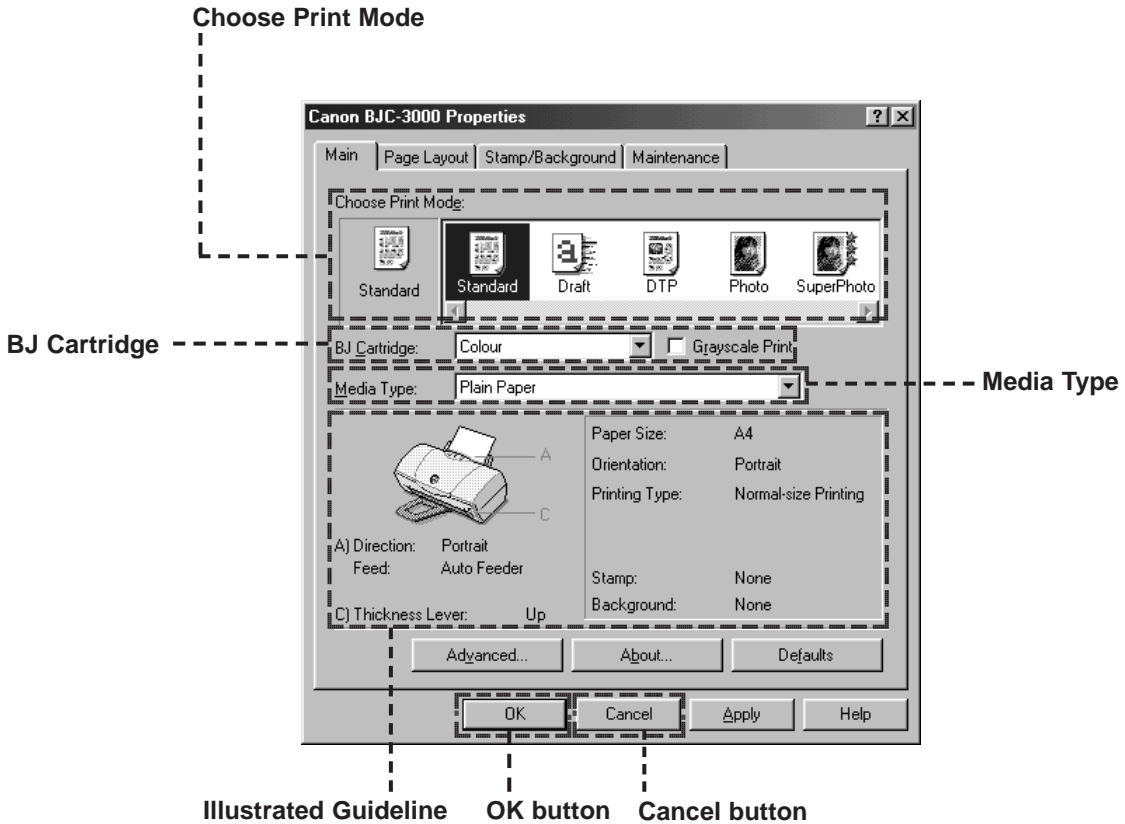 Choose Print Mode
Canon BJC-3000 Properties
Main Page Layout Stamp/Background Maintenance
Choose Print Mode:
Standard Standard Draft DTP Photo SuperPhoto
BJ Cartridge
BJ Cartridge: Colour Grayscale Print
Media Type: Plain Paper
Media Type
A
C
A) Direction: Portrait
Feed: Auto Feeder
C) Thickness Lever: Up
Paper Size: A4
Orientation: Portrait
Printing Type: Normal-size Printing
Stamp: None
Background: None
Advanced... About... Defaults
OK Cancel Apply Help
Illustrated Guideline OK button Cancel button